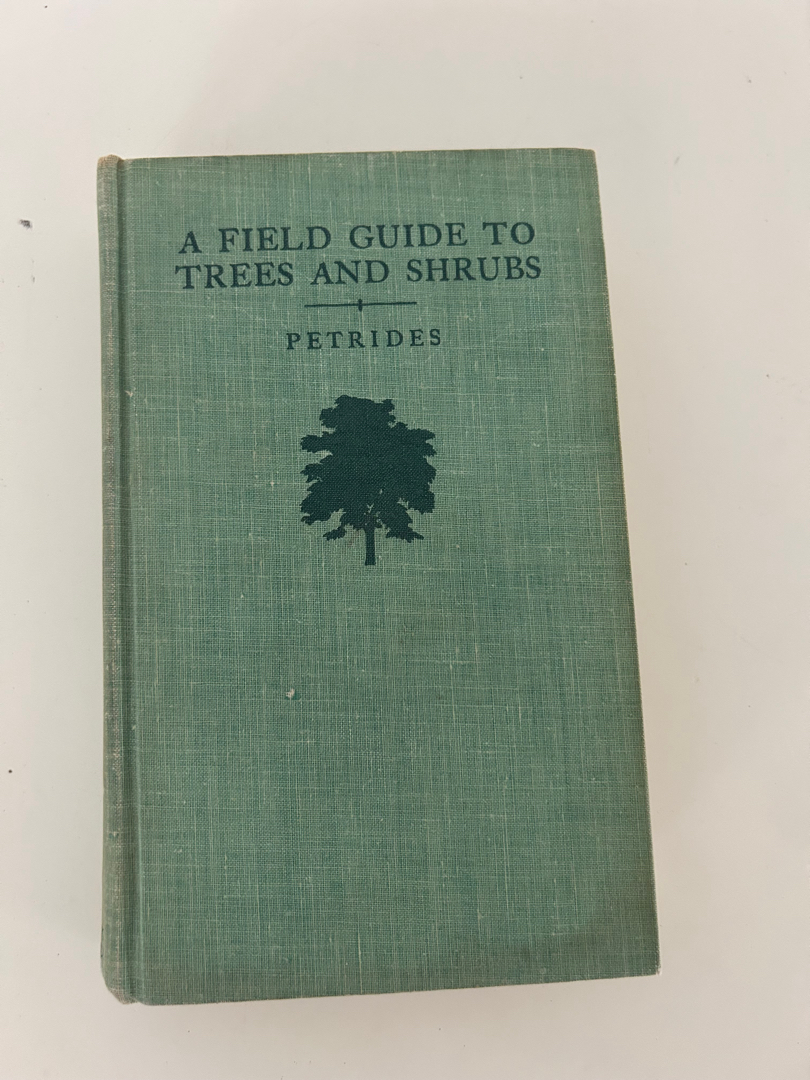 A FIELD GUIDE TO
TREES AND SHRUBS
PETRIDES